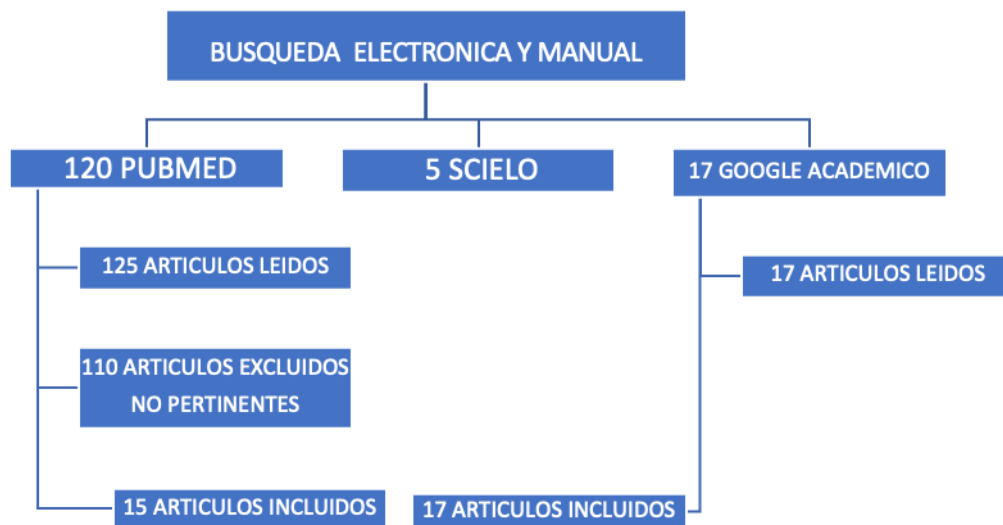 BUSQUEDA ELECTRONICA Y MANUAL
120 PUBMED
5 SCIELO
17 GOOGLE ACADEMICO
125 ARTICULOS LEIDOS
17 ARTICULOS LEIDOS
110 ARTICULOS EXCLUIDOS
NO PERTINENTES
15 ARTICULOS INCLUIDOS
17 ARTICULOS INCLUIDOS